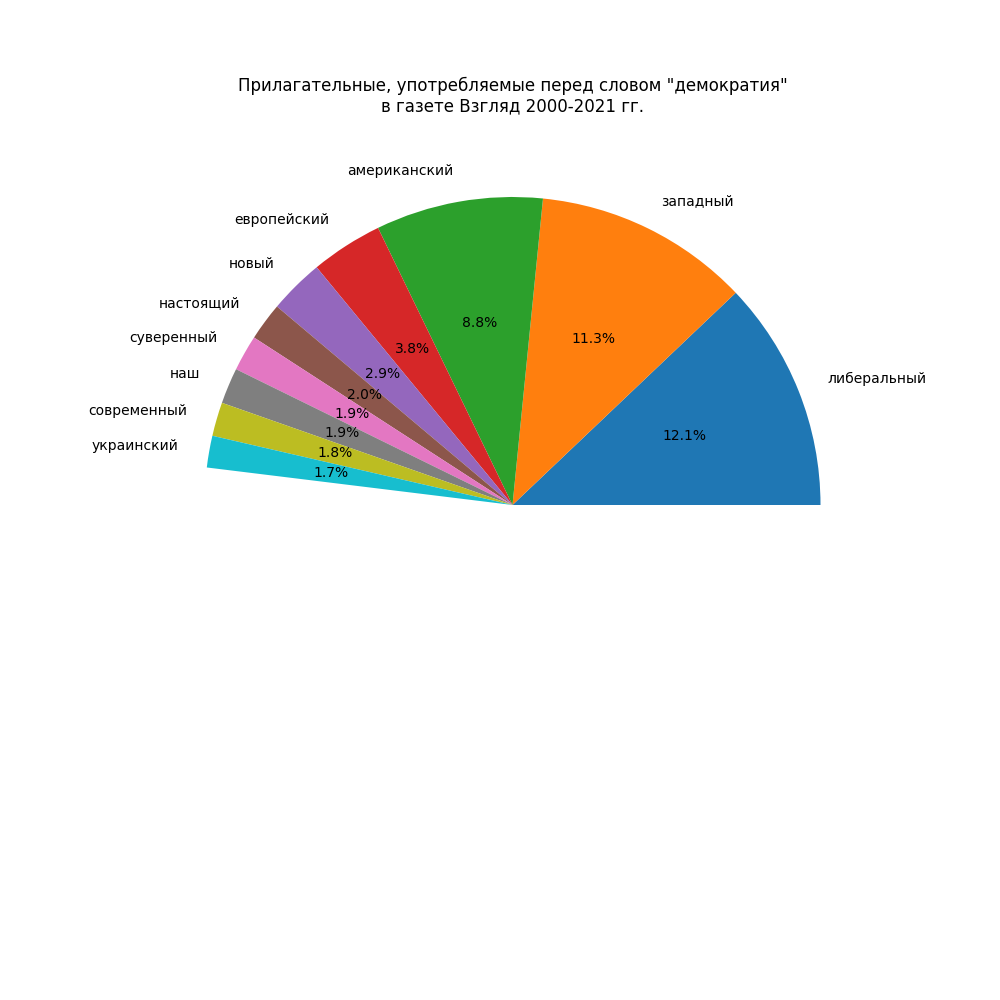 Прилагательные, употребляемые перед словом "демократия"
в газете Взгляд 2000-2021 гг.
американский
западный
европейский
новый
настоящий
8.8%
суверенный
11.3%
3.8%
наш
2.9%
либеральный
2.0%
современный
1.9%
1.9%
12.1%
украинский
1.8%
1.7%